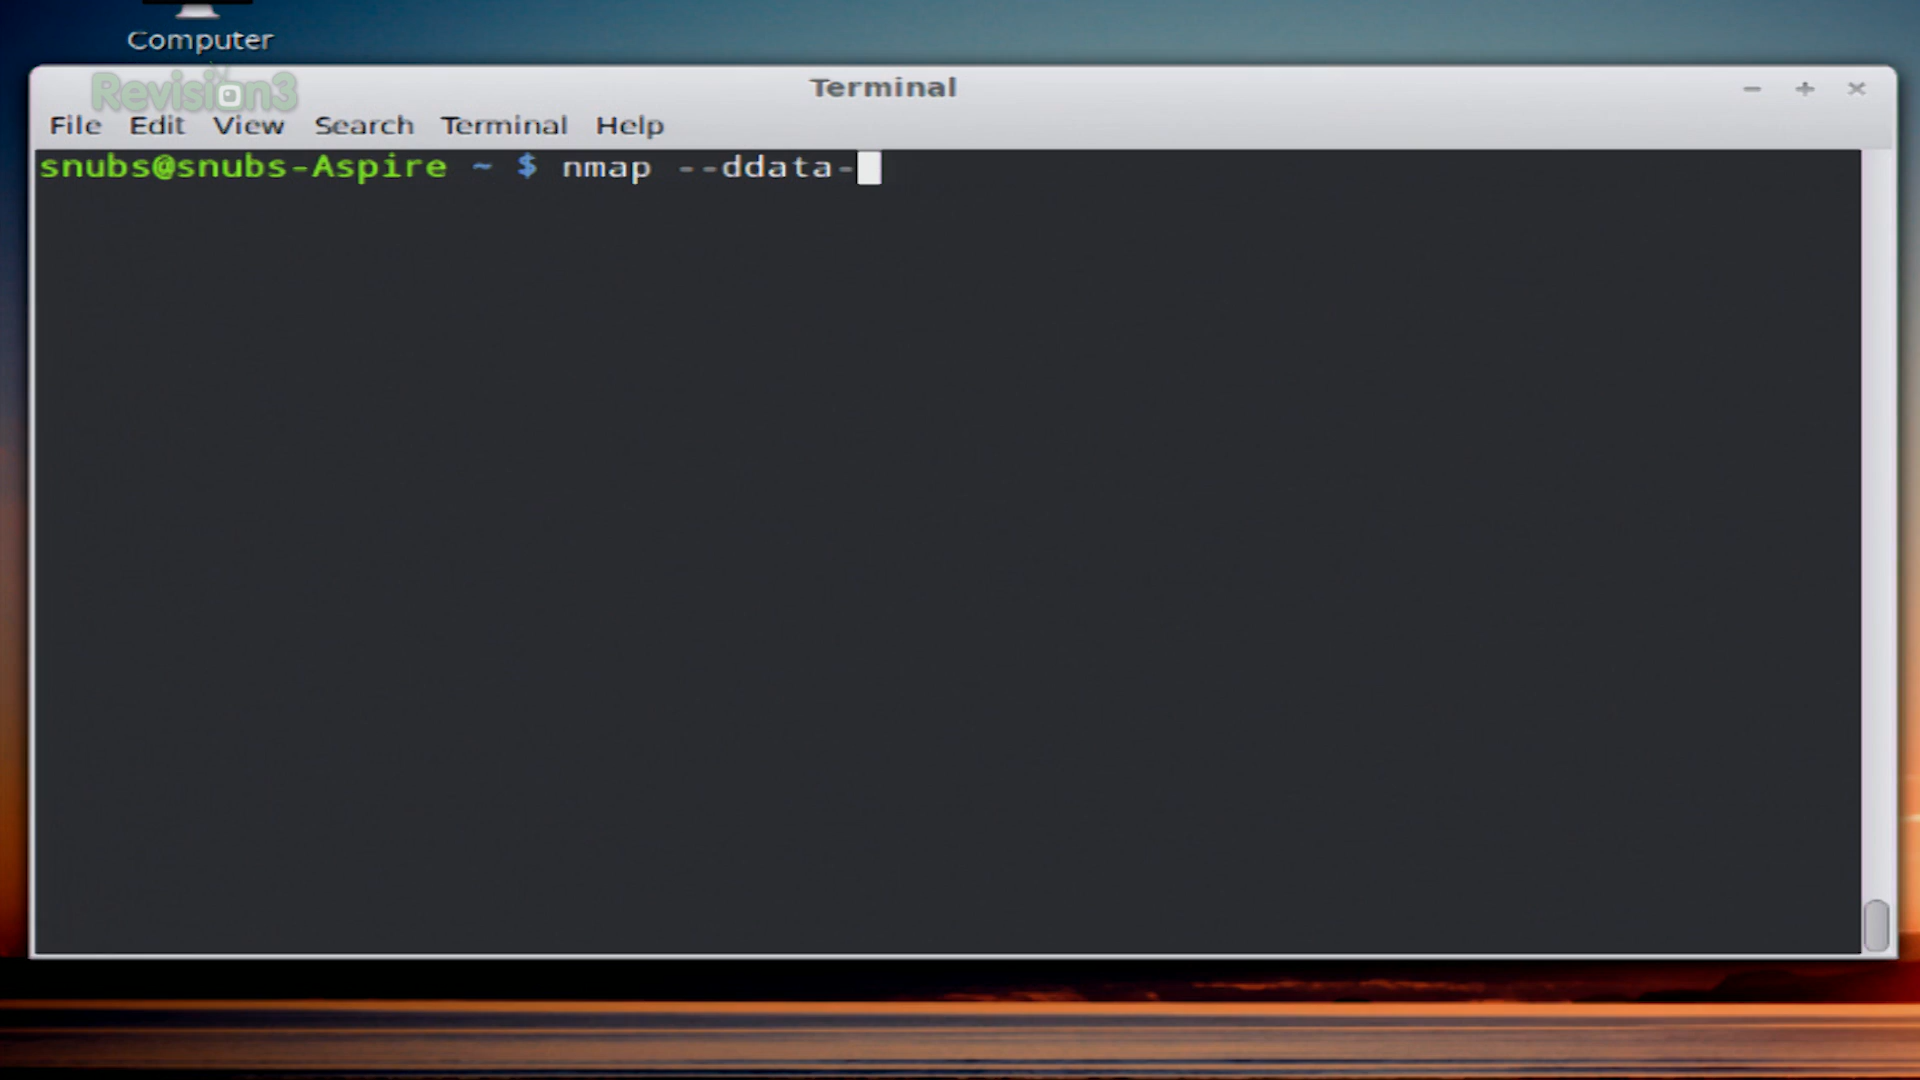 Computer
Revision3
Terminal
File Edit View Search Terminal Help
snubs@snubs-Aspire ~ $ nmap --ddata-